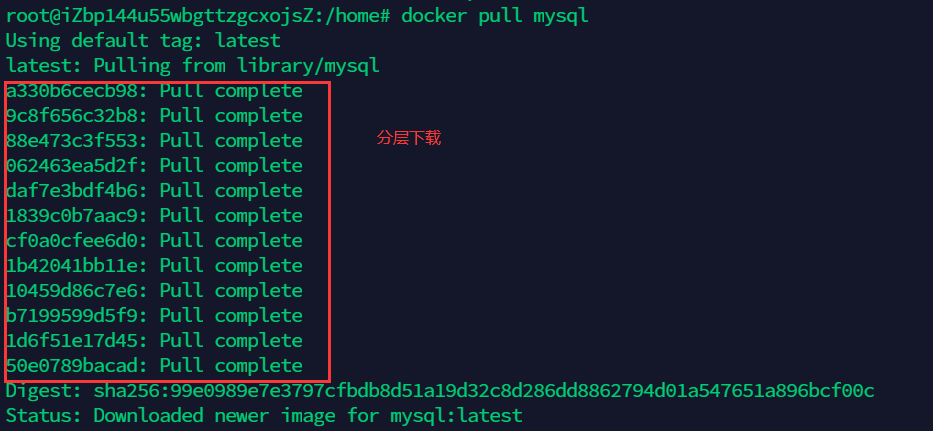 root@iZbp144u55wbgttzgcxojsZ:/home# docker pull mysql
Using default tag: latest
latest: Pulling from library/mysql
a330b6cecb98: Pull complete
9c8f656c32b8: Pull complete
88e473c3f553: Pull complete
分层下载
062463ea5d2f: Pull complete
daf7e3bdf4b6: Pull complete
1839c0b7aac9: Pull complete
cf0a0cfee6d0: Pull complete
1b42041bb11e: Pull complete
10459d86c7e6: Pull complete
b7199599d5f9: Pull complete
1d6f51e17d45: Pull complete
50e0789bacad: Pull complete
Digest: sha256:99e0989e7e3797cfbdb8d51a19d32c8d286dd8862794d01a547651a896bcf00c
Status: Downloaded newer image for mysql:latest